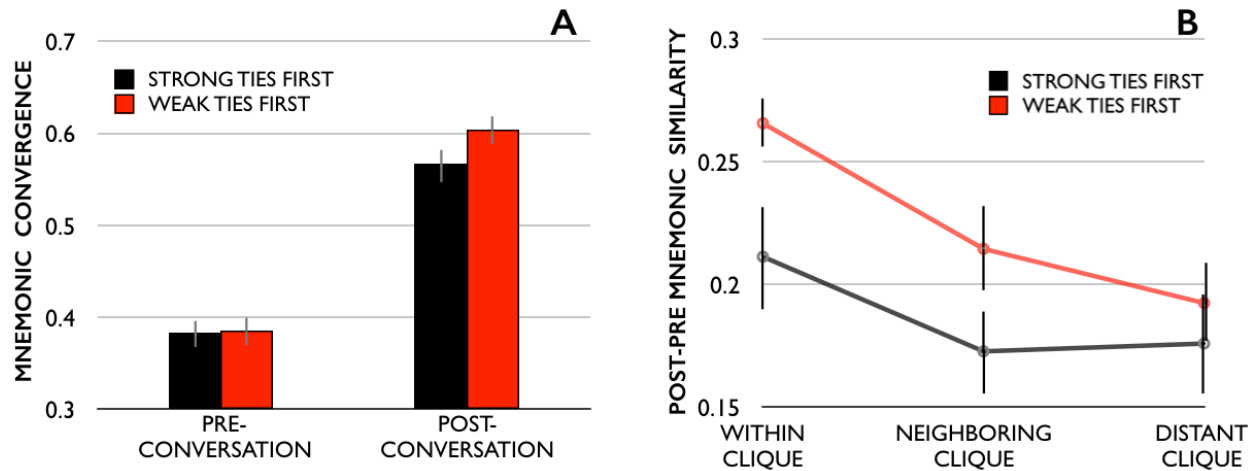 A
MNEMONIC CONVERGENCE
0.7
0.6
0.5
0.4
0.3
STRONG TIES FIRST
WEAK TIES FIRST
PRE-
CONVERSATION
POST-
CONVERSATION
B
POST-PRE MNEMONIC SIMILARITY
0.3
0.25
0.2
0.15
STRONG TIES FIRST
WEAK TIES FIRST
WITHIN
CLIQUE
NEIGHBORING
CLIQUE
DISTANT
CLIQUE